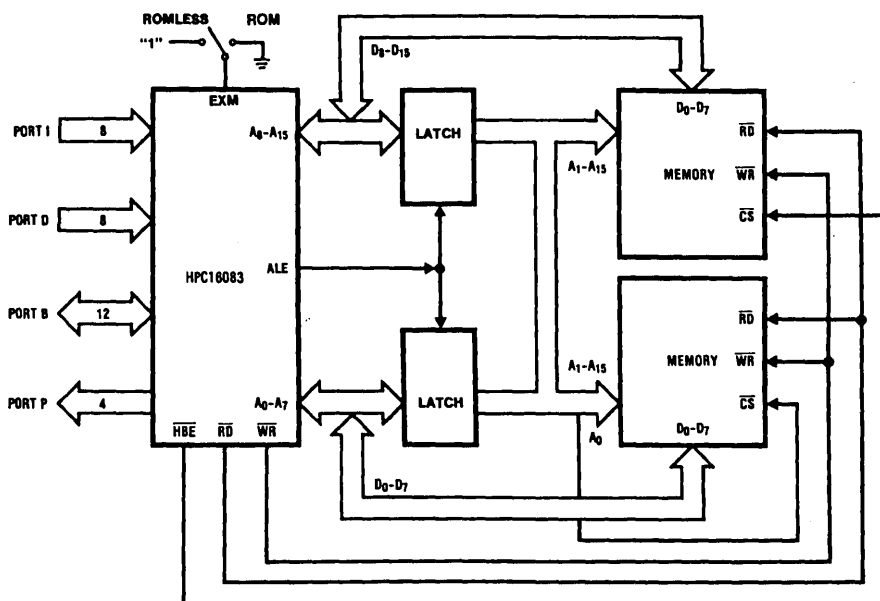 ROMLESS ROM
"1"
EXM
D₈-D₁₅
PORT I 8
A₈-A₁₅
LATCH
D₀-D₇
RD
A₁-A₁₅
MEMORY
WR
CS
PORT D 8
HPC16083
ALE
PORT B 12
PORT P 4
A₀-A₇
LATCH
A₁-A₁₅
A₀
RD
MEMORY
WR
CS
D₀-D₇
HBE RD WR
D₀-D₇